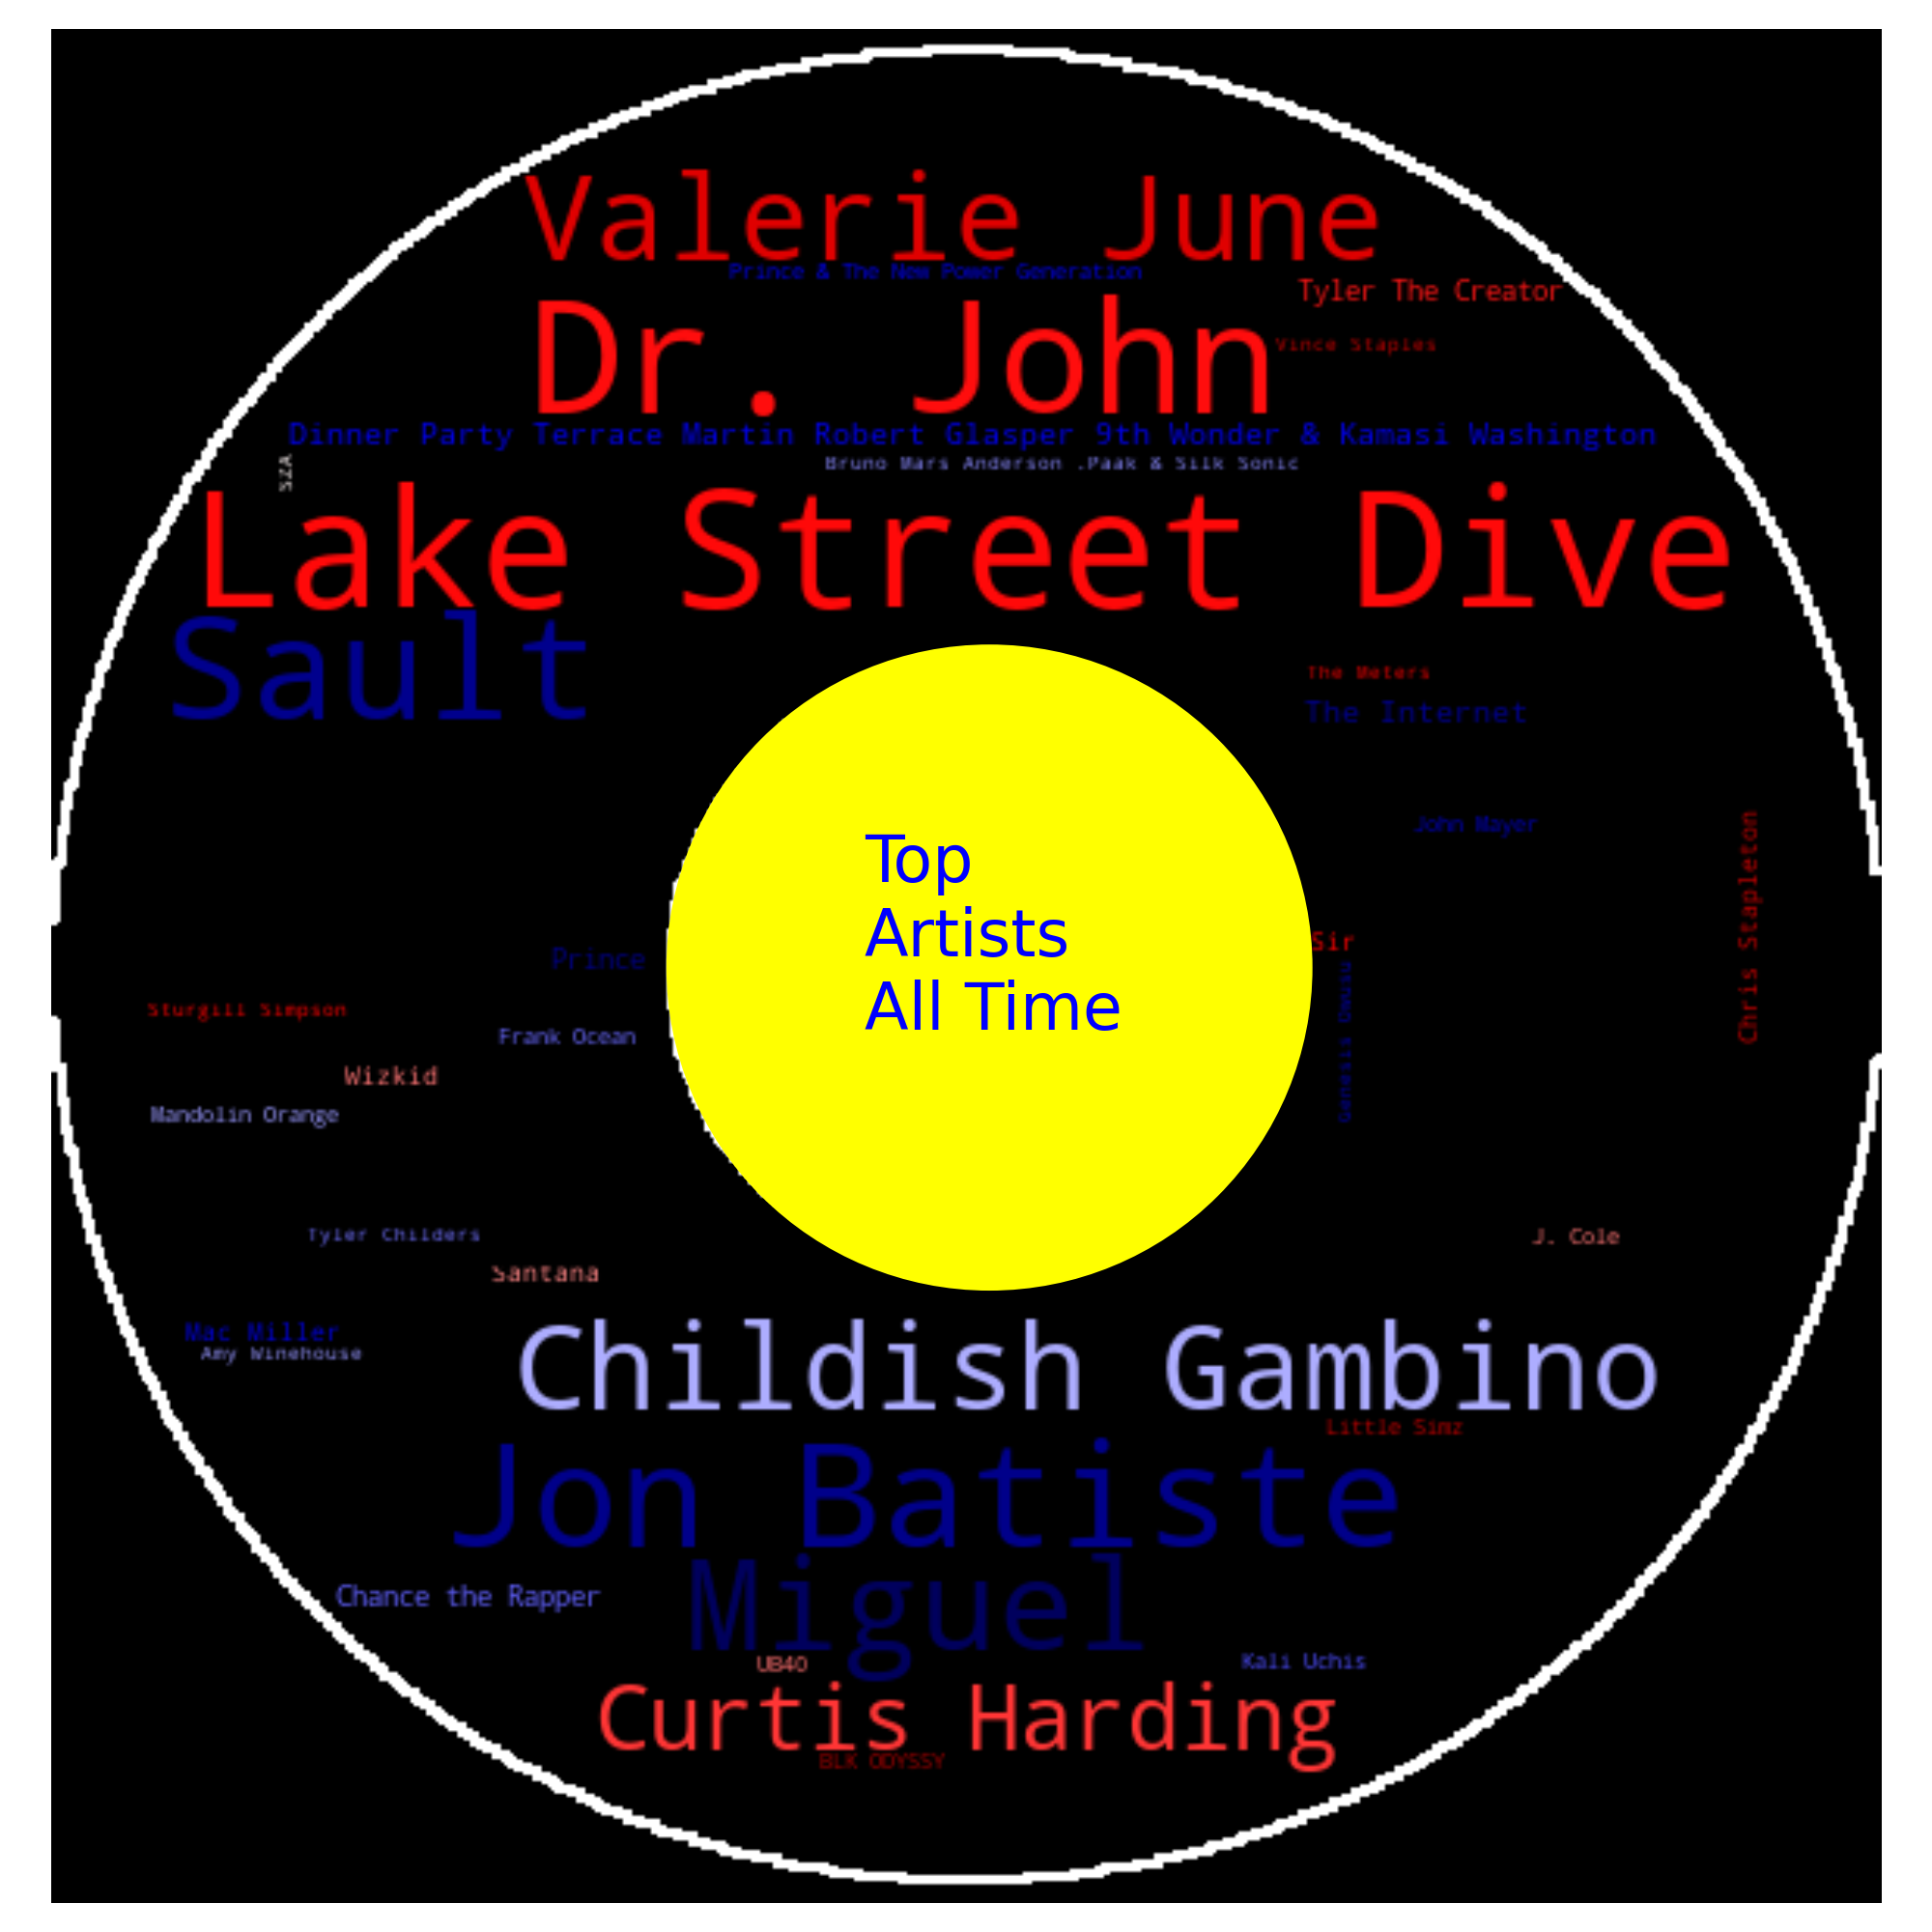 Valerie June
Prince & The New Power Generation
Tyler The Creator
Dr. John
Vince Staples
Dinner Party Terrace Martin Robert Glasper 9th Wonder & Kamasi Washington
Bruno Mars Anderson .Paak & Silk Sonic
SZA
Lake Street Dive
Sault
The Meters
The Internet
John Mayer
Top
Artists
All Time
Chris Stapleton
Sir
Prince
Genesis Owusu
Sturgill Simpson
Frank Ocean
Wizkid
Mandolin Orange
Tyler Childers
J. Cole
Santana
Mac Miller
Amy Winehouse
Childish Gambino
Little Simz
Jon Batiste
Chance the Rapper
Miguel
UB40
Kali Uchis
Curtis Harding
BLK ODYSSY